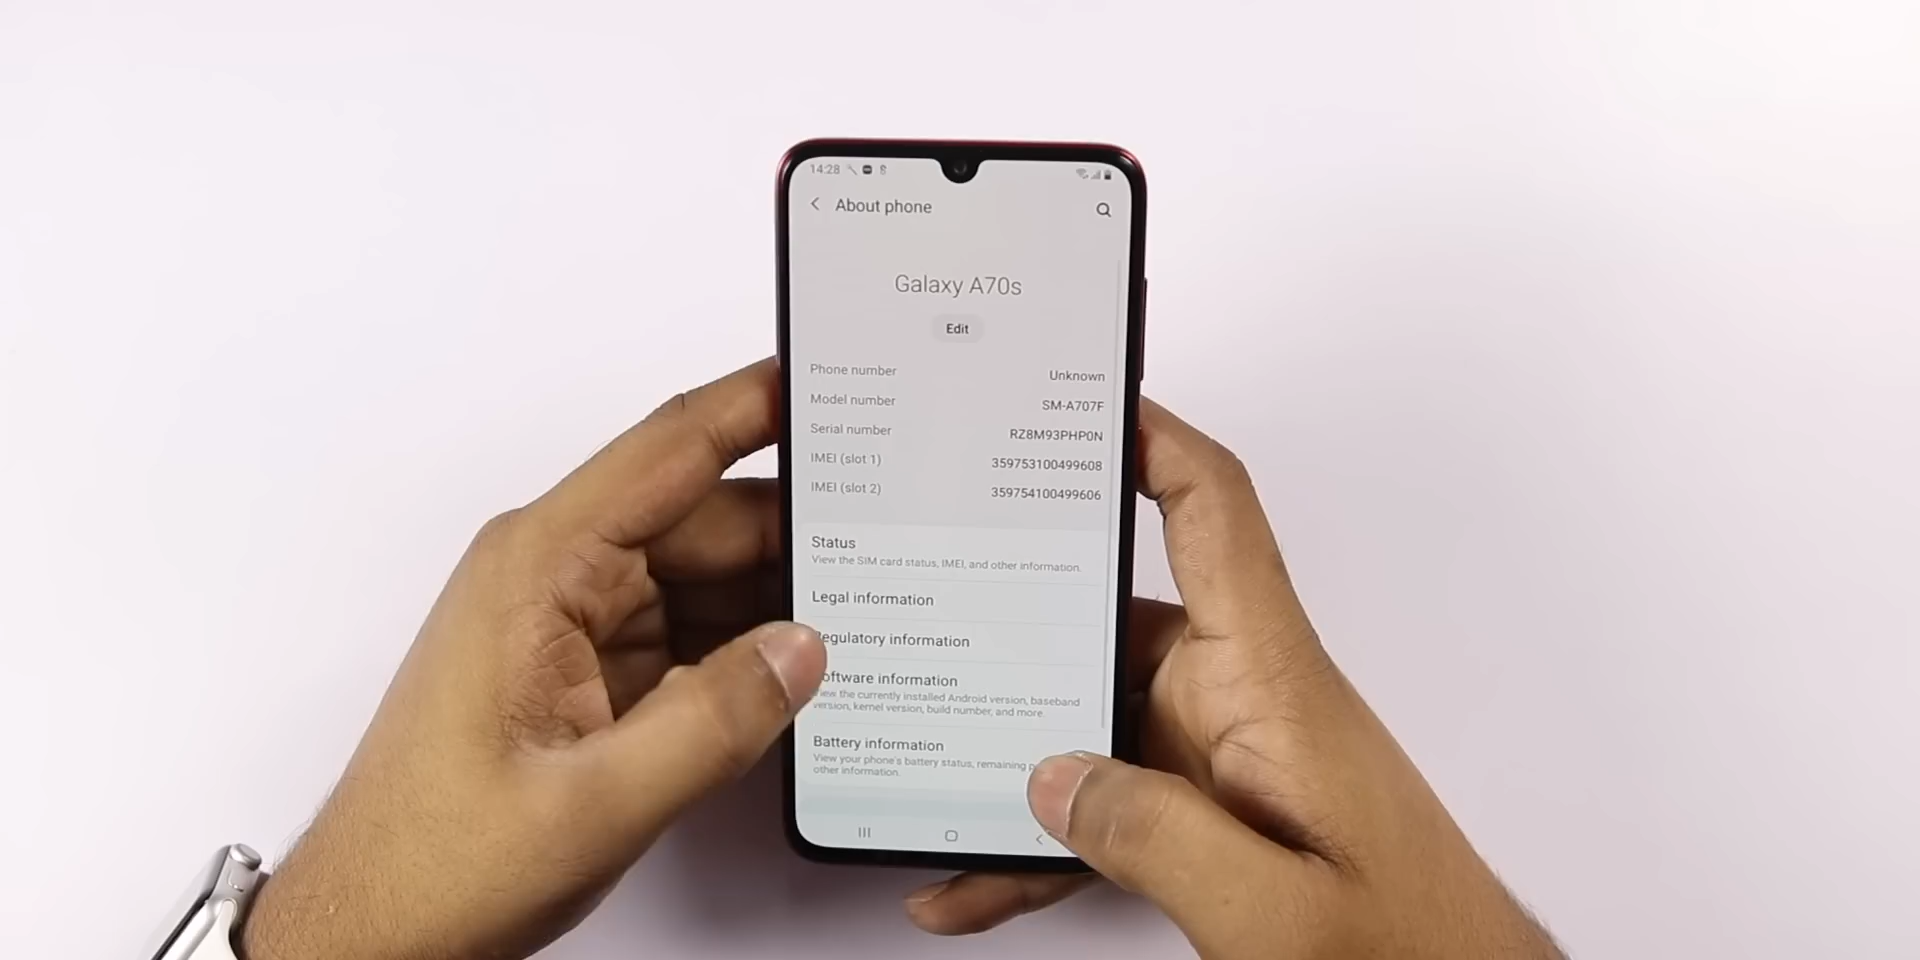 14:28
About phone
Galaxy A70s
Edit
Phone number Unknown
Model number SM-A707F
Serial number RZ8M93PHP0N
IMEI (slot 1) 359753100499608
IMEI (slot 2) 359754100499606
Status
View the SIM card status, IMEI, and other information.
Legal information
egulatory information
oftware information
View the currently installed Android version, baseband
version, kernel version, build number, and more.
Battery information
View your phone's battery status, remaining
other information.